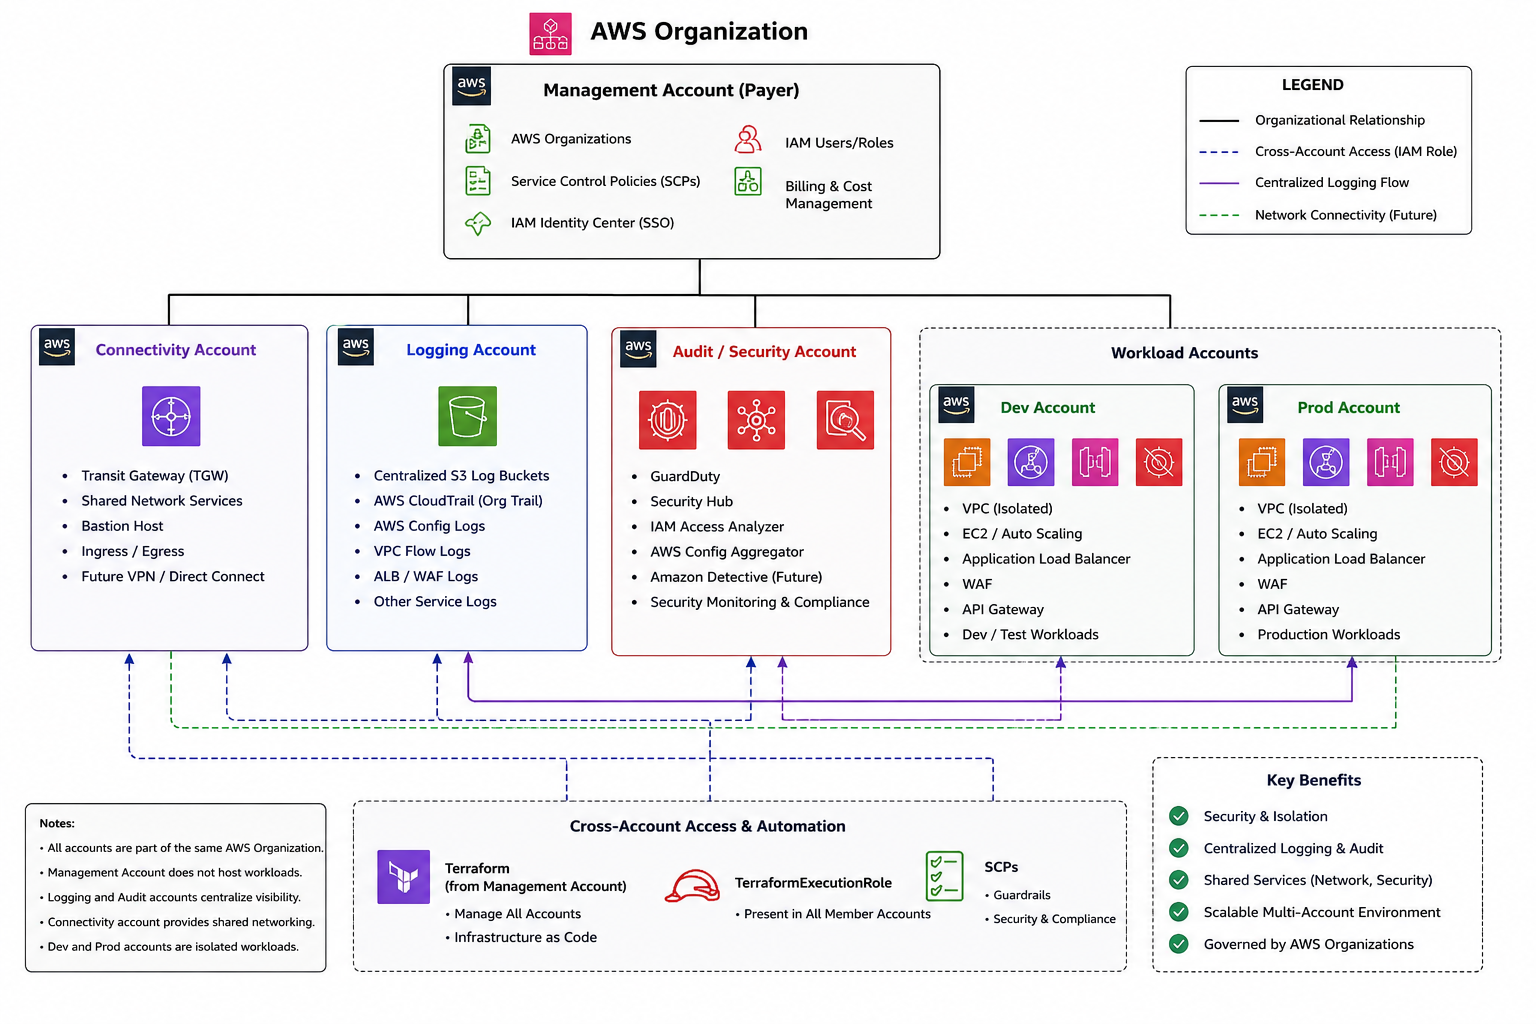 AWS Organization
aws
Management Account (Payer)
AWS Organizations
Service Control Policies (SCPs)
IAM Identity Center (SSO)
IAM Users/Roles
Billing & Cost
Management
LEGEND
Organizational Relationship
Cross-Account Access (IAM Role)
Centralized Logging Flow
Network Connectivity (Future)
aws
Connectivity Account
• Transit Gateway (TGW)
• Shared Network Services
• Bastion Host
• Ingress / Egress
• Future VPN / Direct Connect
aws
Logging Account
• Centralized S3 Log Buckets
• AWS CloudTrail (Org Trail)
• AWS Config Logs
• VPC Flow Logs
• ALB / WAF Logs
• Other Service Logs
aws
Audit / Security Account
• GuardDuty
• Security Hub
• IAM Access Analyzer
• AWS Config Aggregator
• Amazon Detective (Future)
• Security Monitoring & Compliance
Workload Accounts
aws
Dev Account
• VPC (Isolated)
• EC2 / Auto Scaling
• Application Load Balancer
• WAF
• API Gateway
• Dev / Test Workloads
aws
Prod Account
• VPC (Isolated)
• EC2 / Auto Scaling
• Application Load Balancer
• WAF
• API Gateway
• Production Workloads
Notes:
• All accounts are part of the same AWS Organization.
• Management Account does not host workloads.
• Logging and Audit accounts centralize visibility.
• Connectivity account provides shared networking.
• Dev and Prod accounts are isolated workloads.
Cross-Account Access & Automation
Terraform
(from Management Account)
• Manage All Accounts
• Infrastructure as Code
TerraformExecutionRole
• Present in All Member Accounts
SCPs
• Guardrails
• Security & Compliance
Key Benefits
Security & Isolation
Centralized Logging & Audit
Shared Services (Network, Security)
Scalable Multi-Account Environment
Governed by AWS Organizations